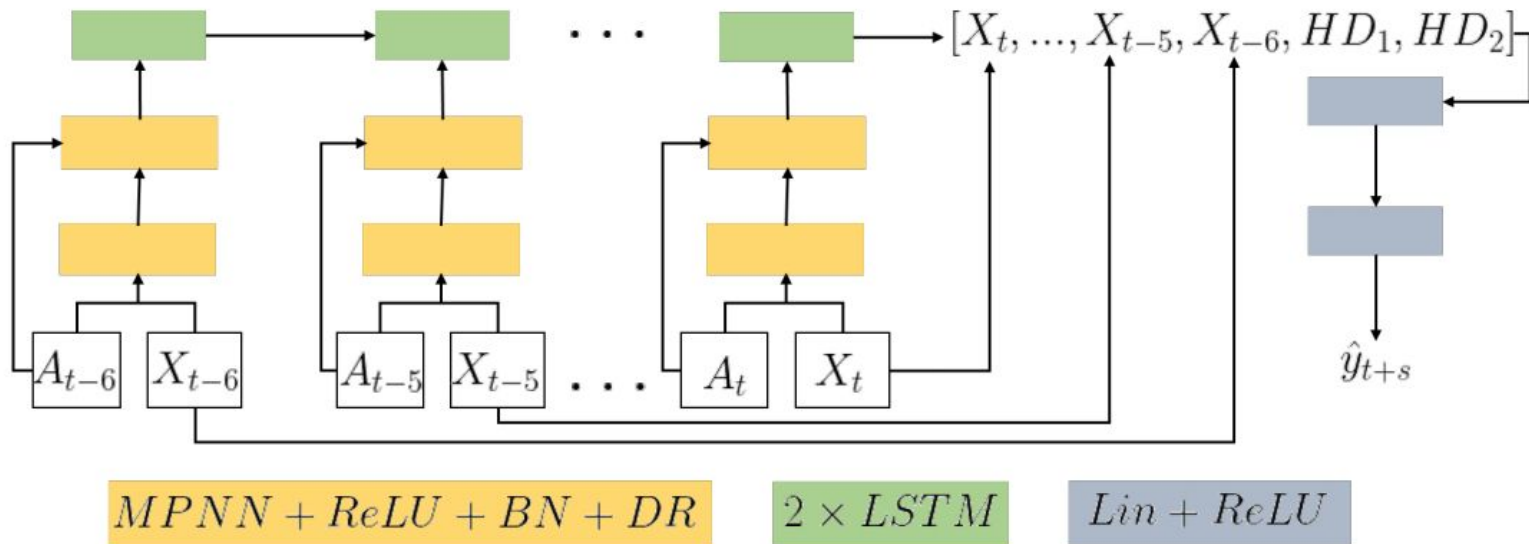 · · · [X_t, ..., X_{t-5}, X_{t-6}, HD_1, HD_2]
A_{t-6} X_{t-6} A_{t-5} X_{t-5} · · · A_t X_t ŷ_{t+s}
MPNN + ReLU + BN + DR 2 × LSTM Lin + ReLU